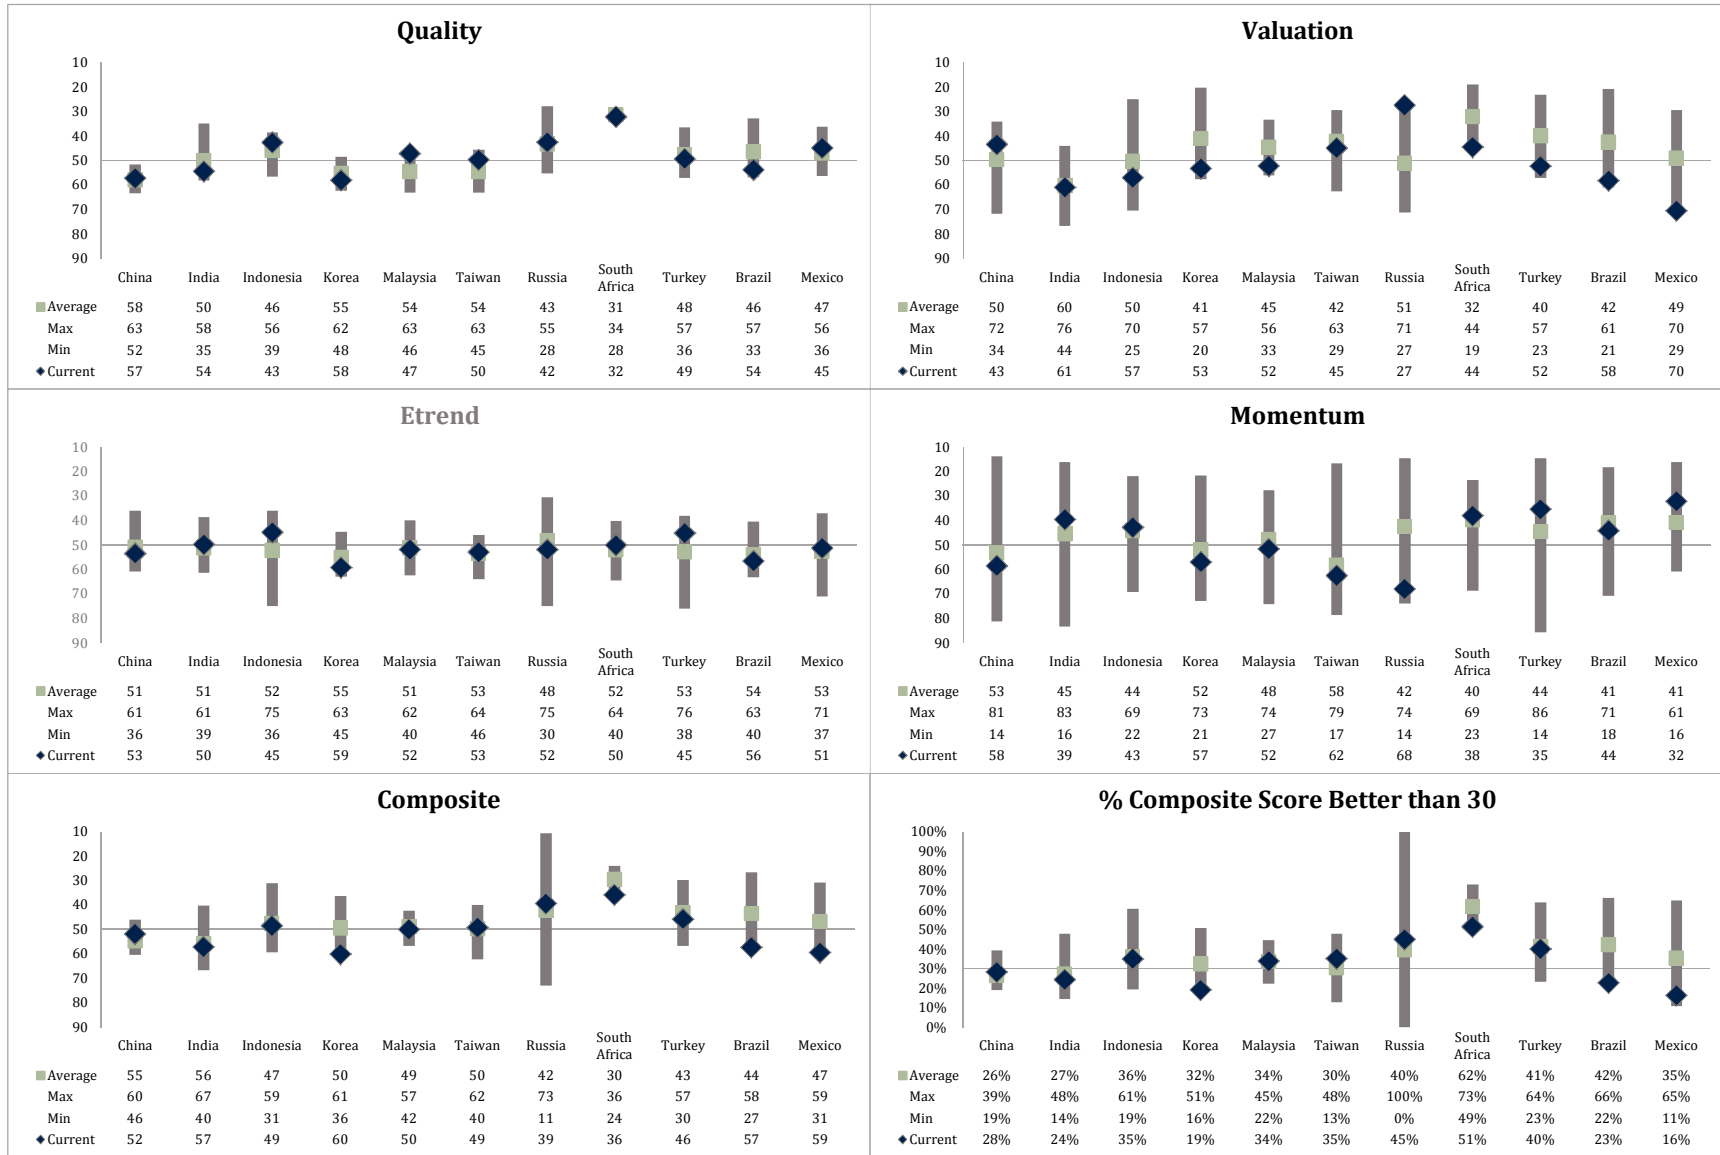 Quality
10
20
30
40
50
60
70
80
90
China India Indonesia Korea Malaysia Taiwan Russia South Africa Turkey Brazil Mexico
Average 58 50 46 55 54 54 43 31 48 46 47
Max 63 58 56 62 63 63 55 34 57 57 56
Min 52 35 39 48 46 45 28 28 36 33 36
Current 57 54 43 58 47 50 42 32 49 54 45
Valuation
10
20
30
40
50
60
70
80
90
China India Indonesia Korea Malaysia Taiwan Russia South Africa Turkey Brazil Mexico
Average 50 60 50 41 45 42 51 32 40 42 49
Max 72 76 70 57 56 63 71 44 57 61 70
Min 34 44 25 20 33 29 27 19 23 21 29
Current 43 61 57 53 52 45 27 44 52 58 70
Etrend
10
20
30
40
50
60
70
80
90
China India Indonesia Korea Malaysia Taiwan Russia South Africa Turkey Brazil Mexico
Average 51 51 52 55 51 53 48 52 53 54 53
Max 61 61 75 63 62 64 75 64 76 63 71
Min 36 39 36 45 40 46 30 40 38 40 37
Current 53 50 45 59 52 53 52 50 45 56 51
Momentum
10
20
30
40
50
60
70
80
90
China India Indonesia Korea Malaysia Taiwan Russia South Africa Turkey Brazil Mexico
Average 53 45 44 52 48 58 42 40 44 41 41
Max 81 83 69 73 74 79 74 69 86 71 61
Min 14 16 22 21 27 17 14 23 14 18 16
Current 58 39 43 57 52 62 68 38 35 44 32
Composite
10
20
30
40
50
60
70
80
90
China India Indonesia Korea Malaysia Taiwan Russia South Africa Turkey Brazil Mexico
Average 55 56 47 50 49 50 42 30 43 44 47
Max 60 67 59 61 57 62 73 36 57 58 59
Min 46 40 31 36 42 40 11 24 30 27 31
Current 52 57 49 60 50 49 39 36 46 57 59
% Composite Score Better than 30
100%
90%
80%
70%
60%
50%
40%
30%
20%
10%
0%
China India Indonesia Korea Malaysia Taiwan Russia South Africa Turkey Brazil Mexico
Average 26% 27% 36% 32% 34% 30% 40% 62% 41% 42% 35%
Max 39% 48% 61% 51% 45% 48% 100% 73% 64% 66% 65%
Min 19% 14% 19% 16% 22% 13% 0% 49% 23% 22% 11%
Current 28% 24% 35% 19% 34% 35% 45% 51% 40% 23% 16%